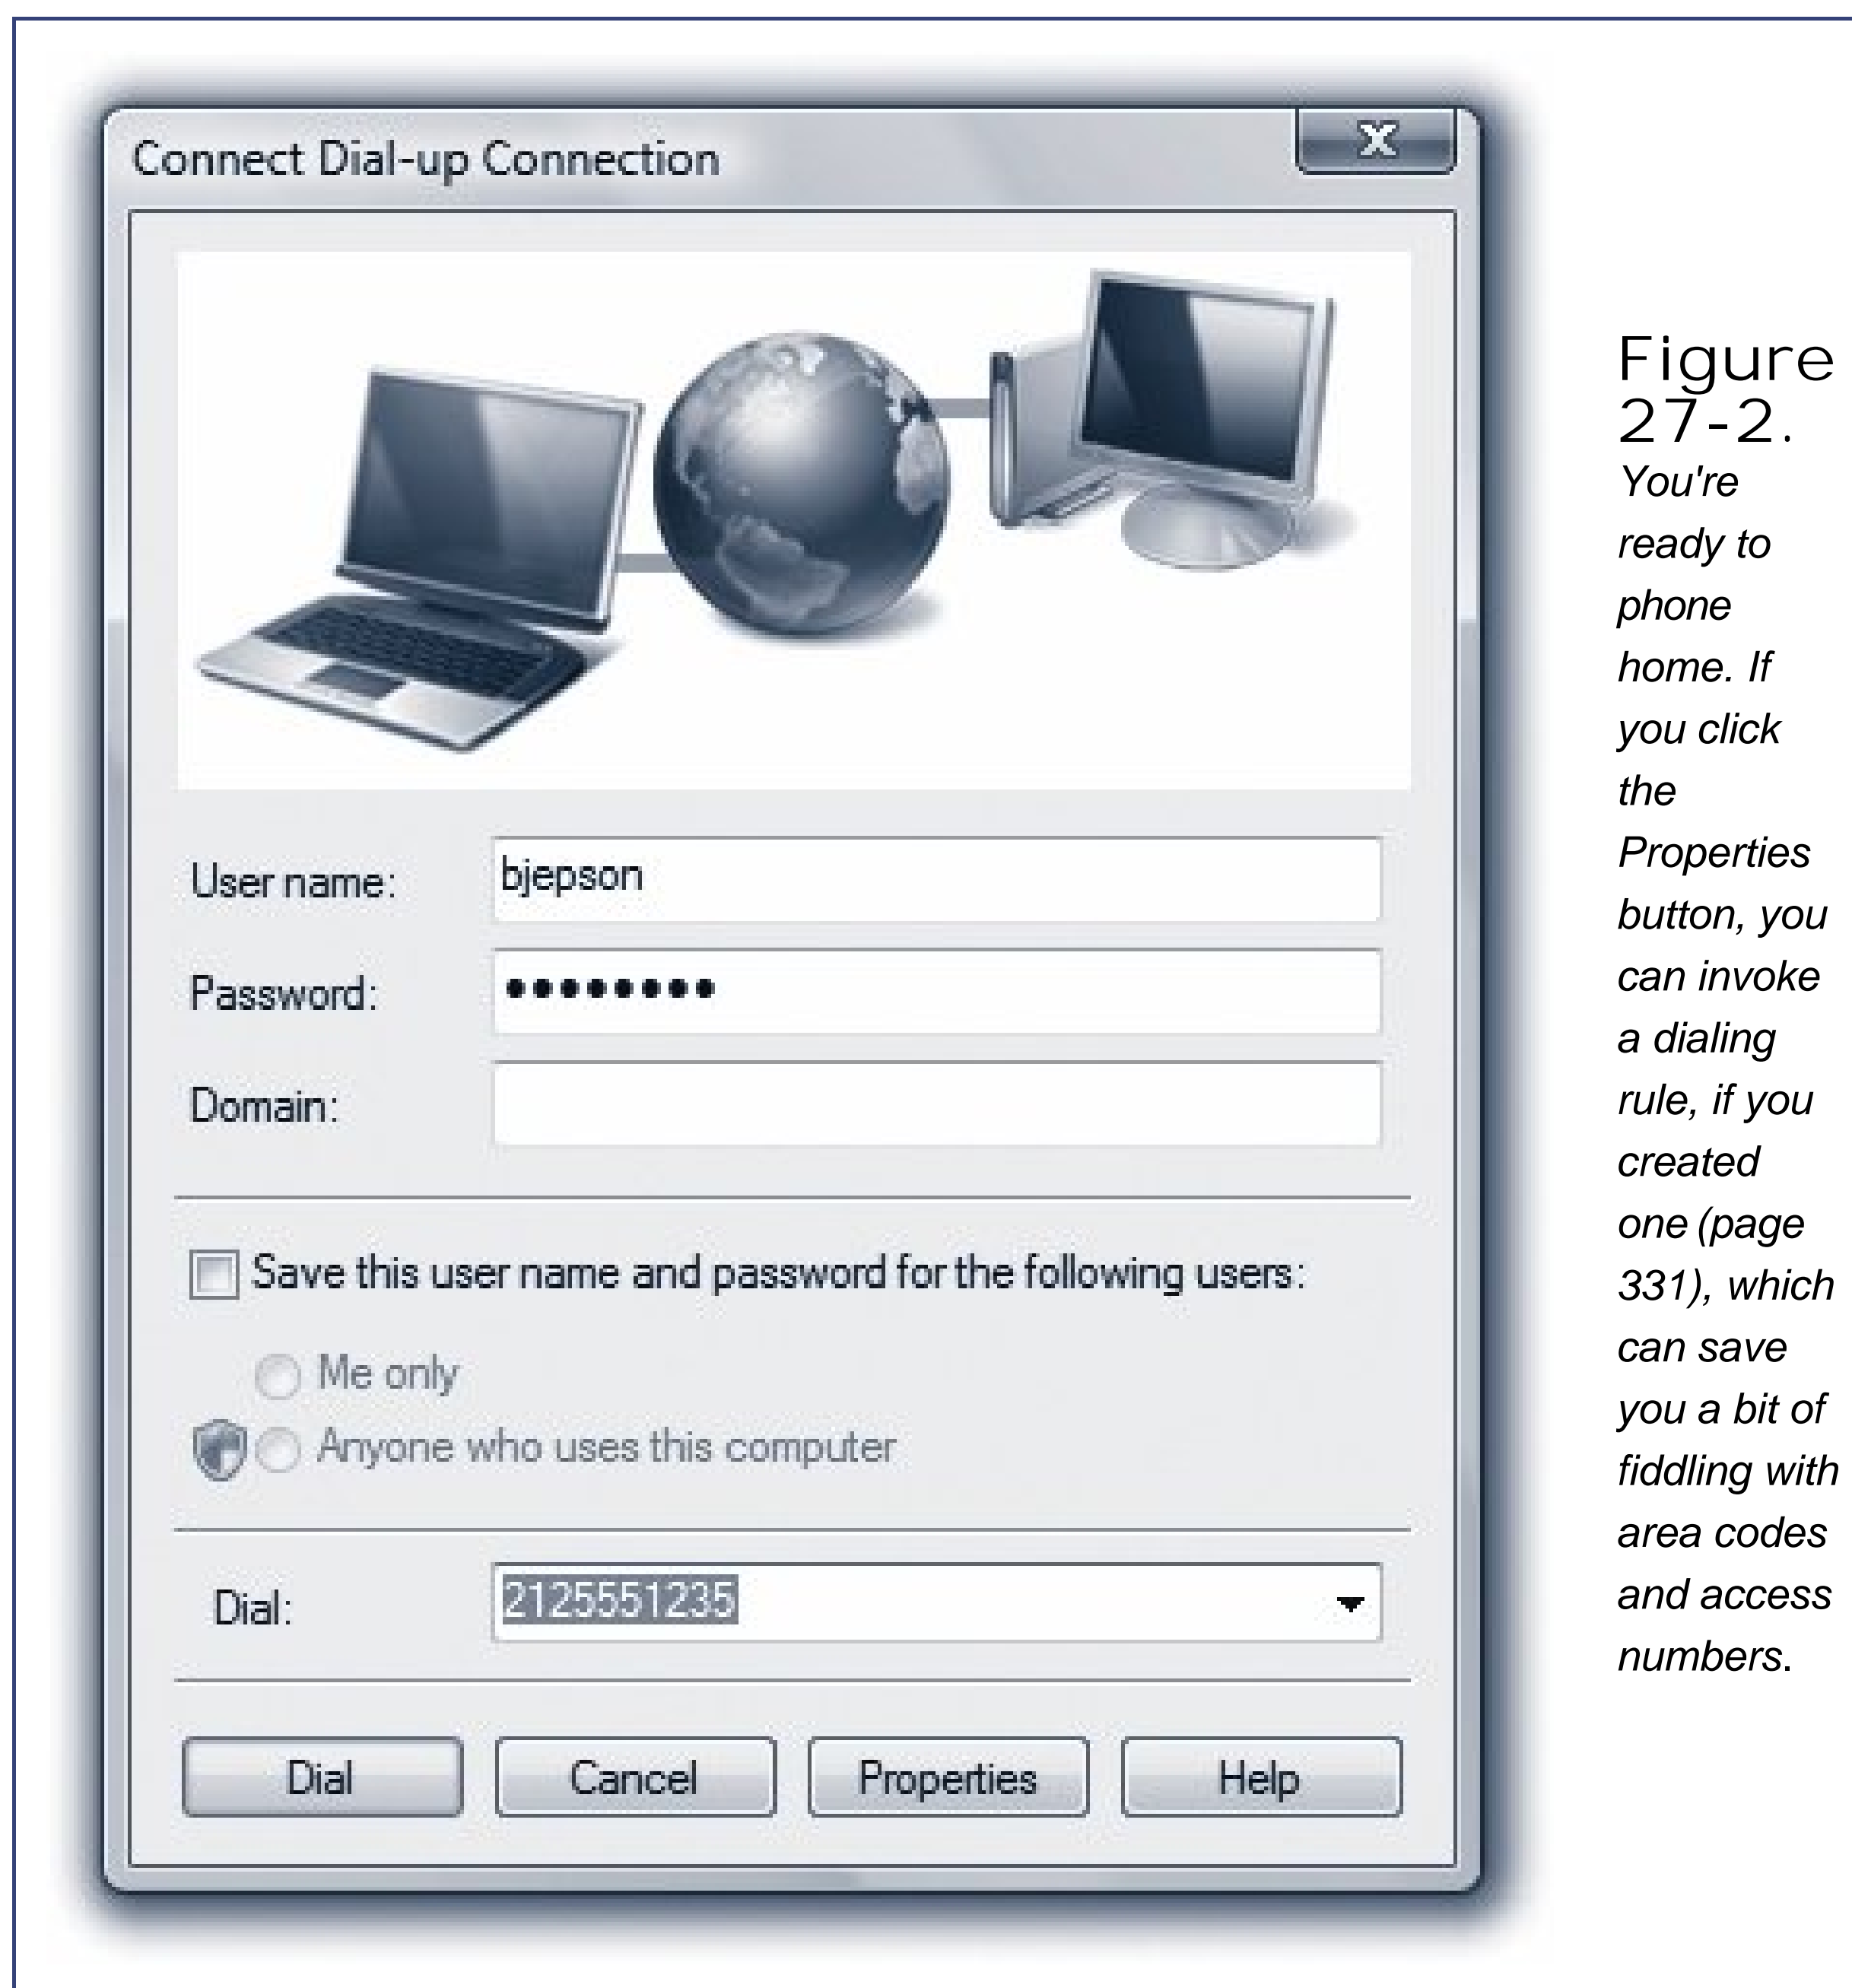 Connect Dial-up Connection
User name:
bjepson
Password:
••••••••
Domain:
Save this user name and password for the following users:
Me only
Anyone who uses this computer
Dial:
2125551235
Dial
Cancel
Properties
Help
Figure
27-2.
You're
ready to
phone
home. If
you click
the
Properties
button, you
can invoke
a dialing
rule, if you
created
one (page
331), which
can save
you a bit of
fiddling with
area codes
and access
numbers.